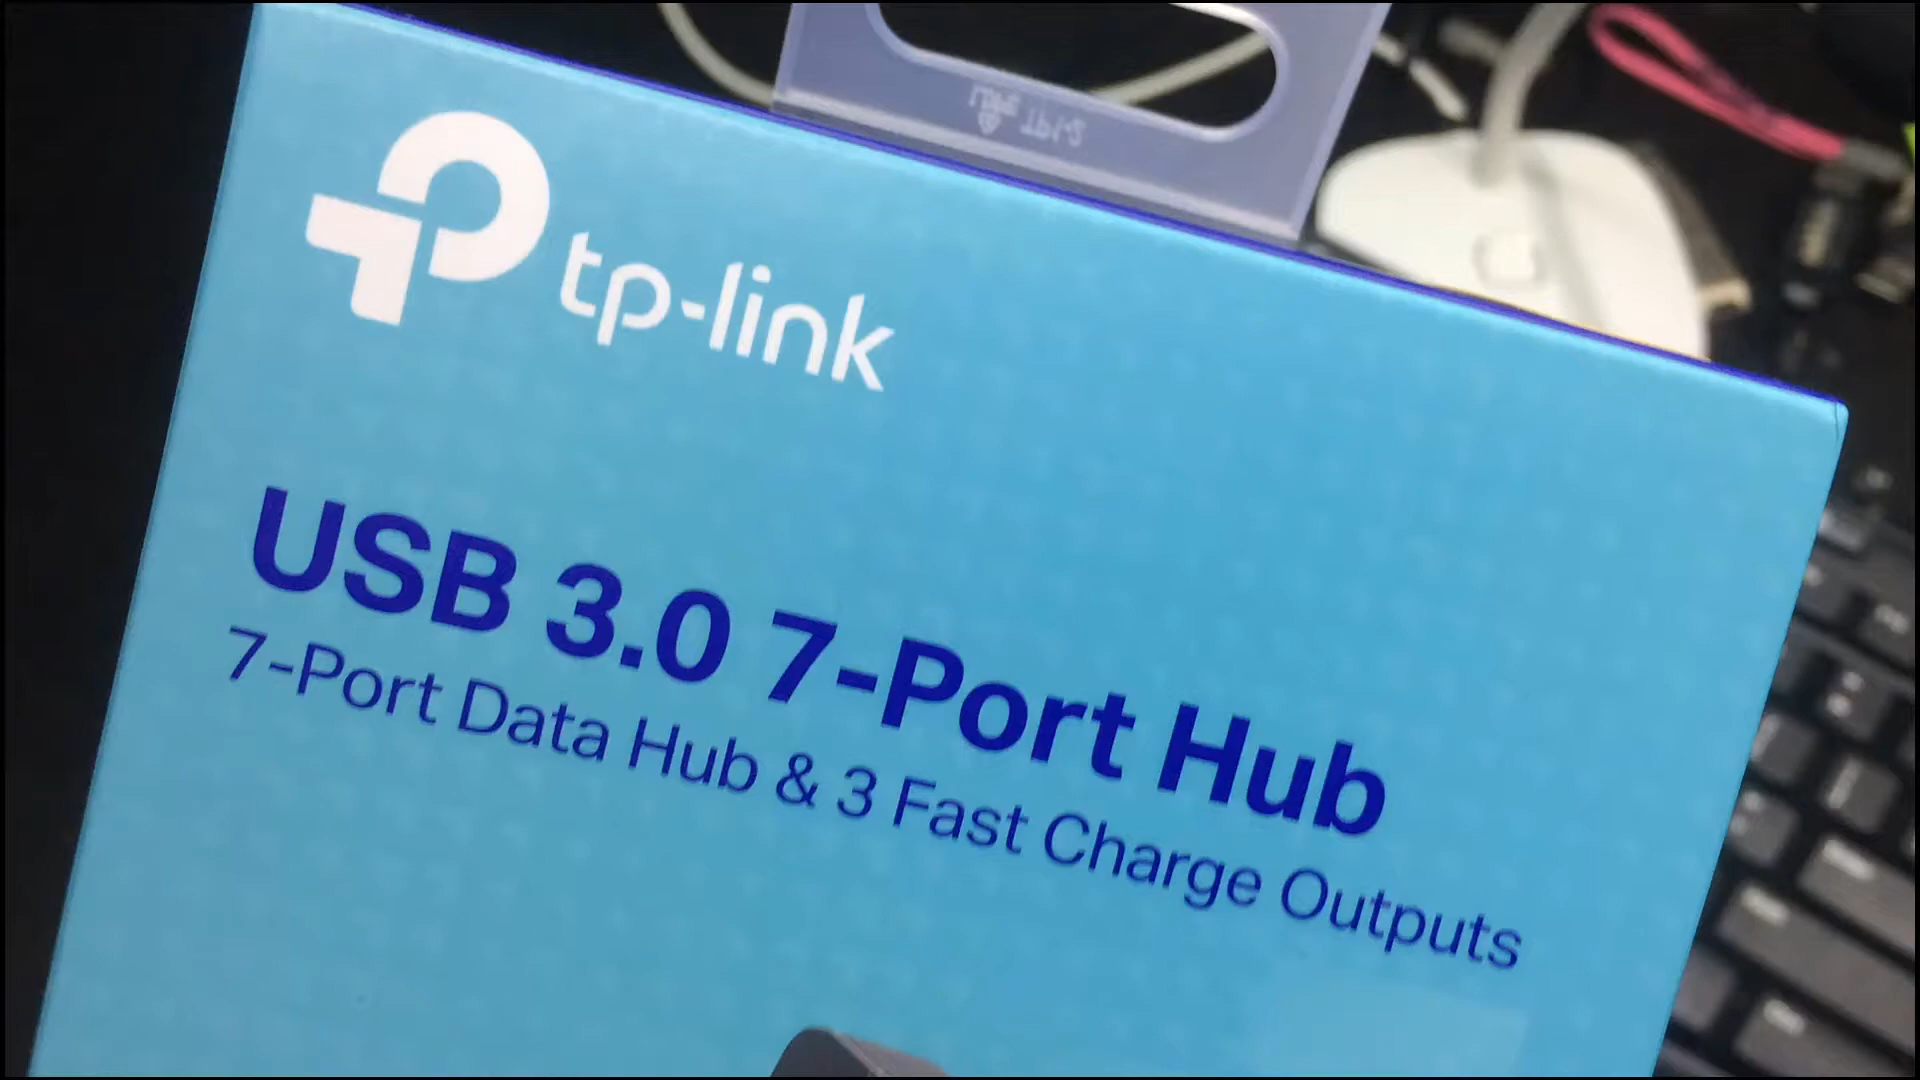 tp-link
USB 3.0 7-Port Hub
7-Port Data Hub & 3 Fast Charge Outputs